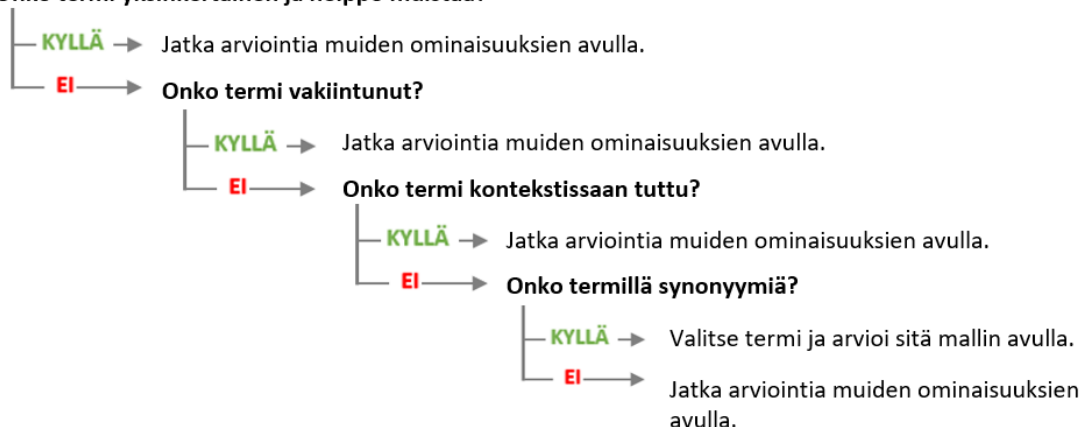 KYLLÄ Jatka arviointia muiden ominaisuuksien avulla.
EI Onko termi vakiintunut?
KYLLÄ Jatka arviointia muiden ominaisuuksien avulla.
EI Onko termi kontekstissaan tuttu?
KYLLÄ Jatka arviointia muiden ominaisuuksien avulla.
EI Onko termillä synonyymiä?
KYLLÄ Valitse termi ja arvioi sitä mallin avulla.
EI Jatka arviointia muiden ominaisuuksien
avulla.